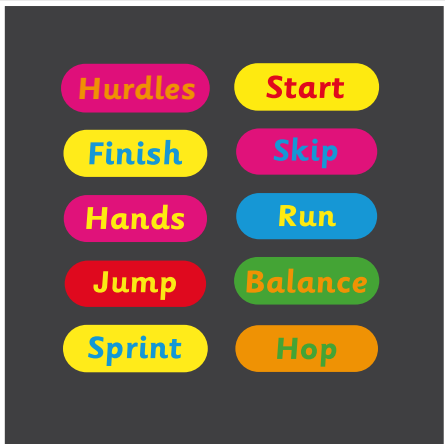 Hurdles
Start
Finish
Skip
Hands
Run
Jump
Balance
Sprint
Hop